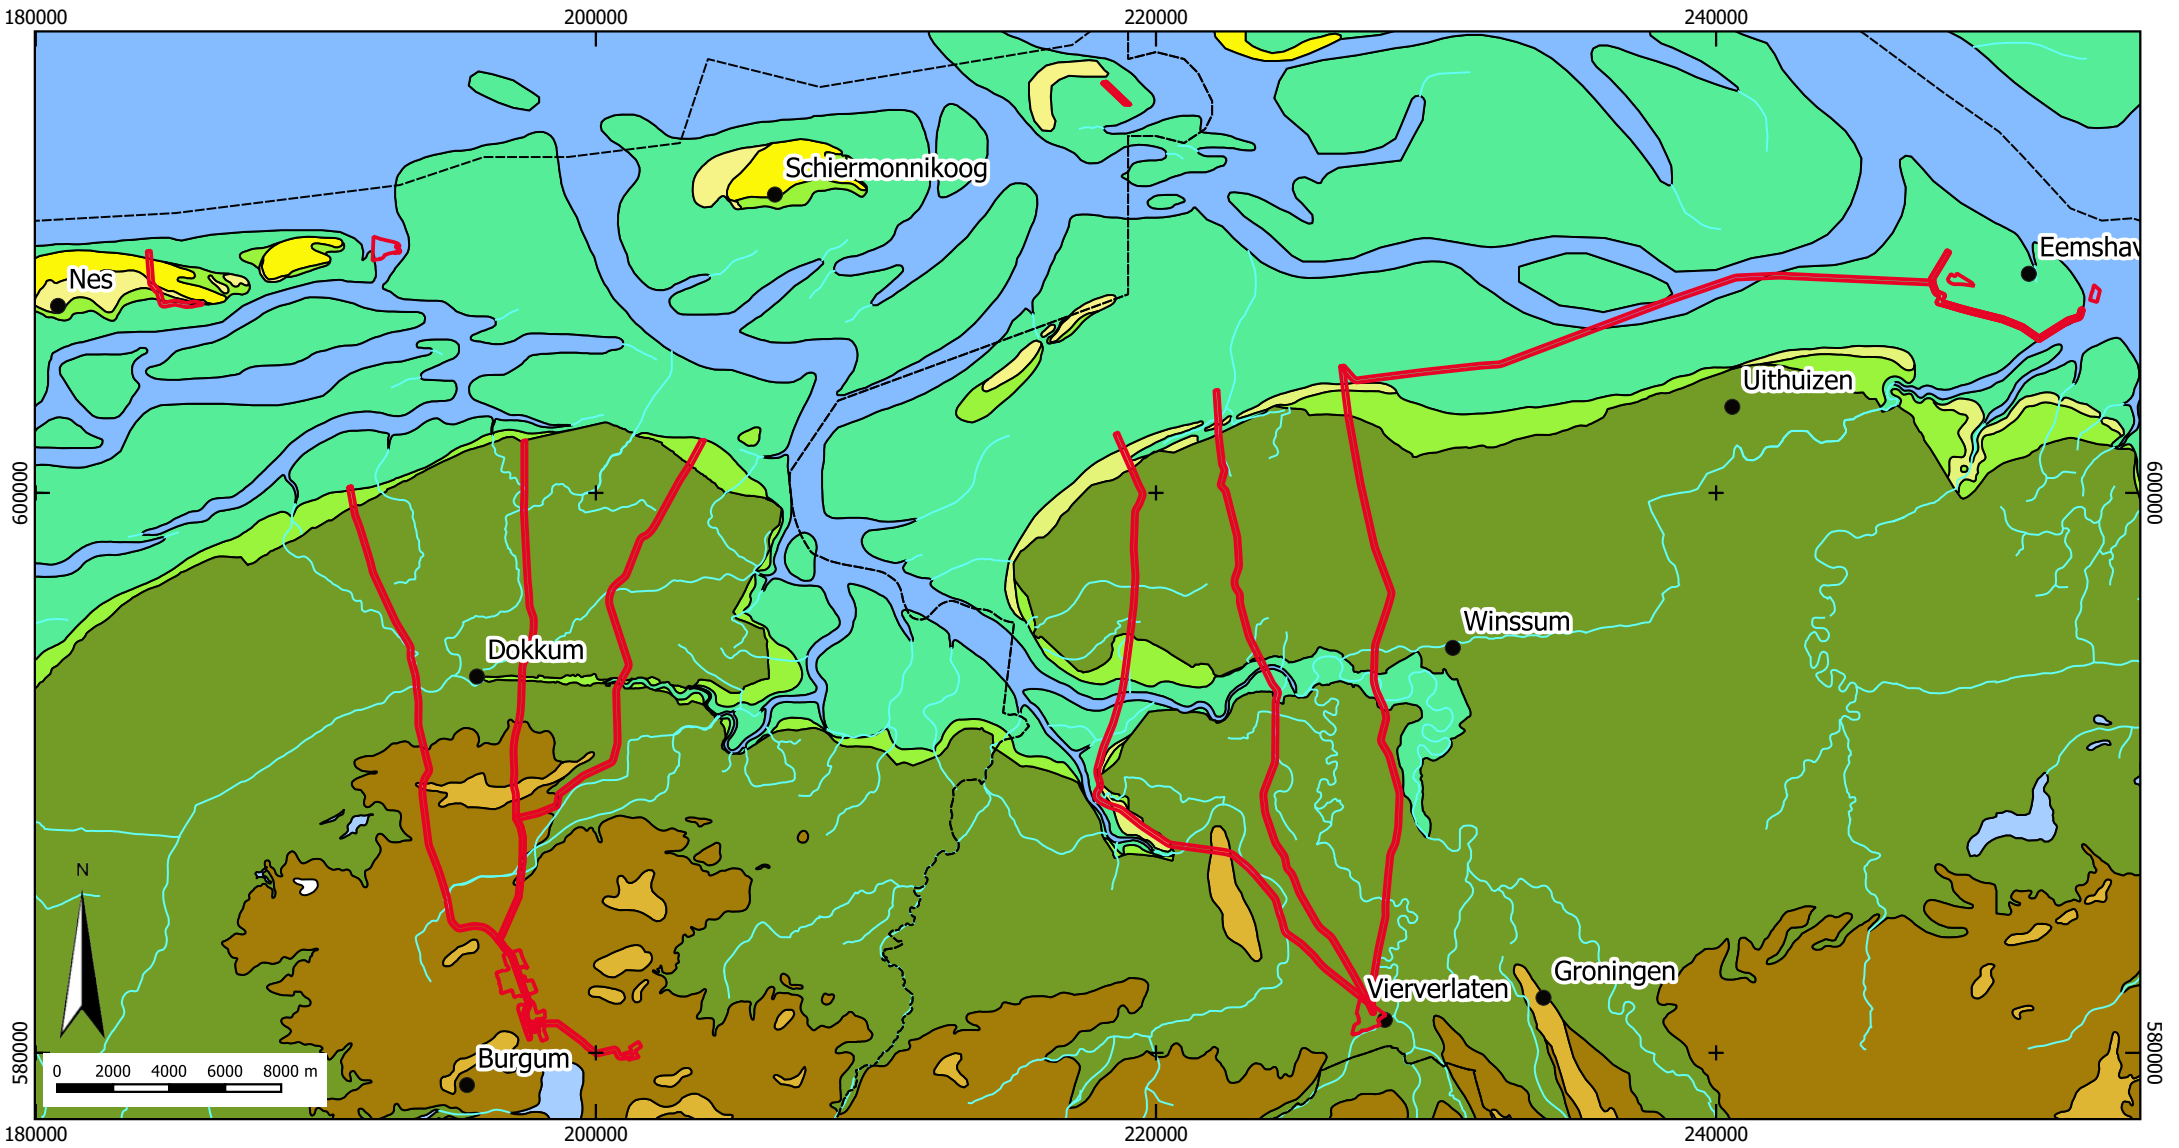 180000
200000
220000
240000
Schiermonnikoog
Eemshav
Nes
Uithuizen
600000
600000
Winssum
Dokkum
N
Groningen
Vierverlaten
580000
580000
Burgum
0 2000 4000 6000 8000 m
180000
200000
220000
240000